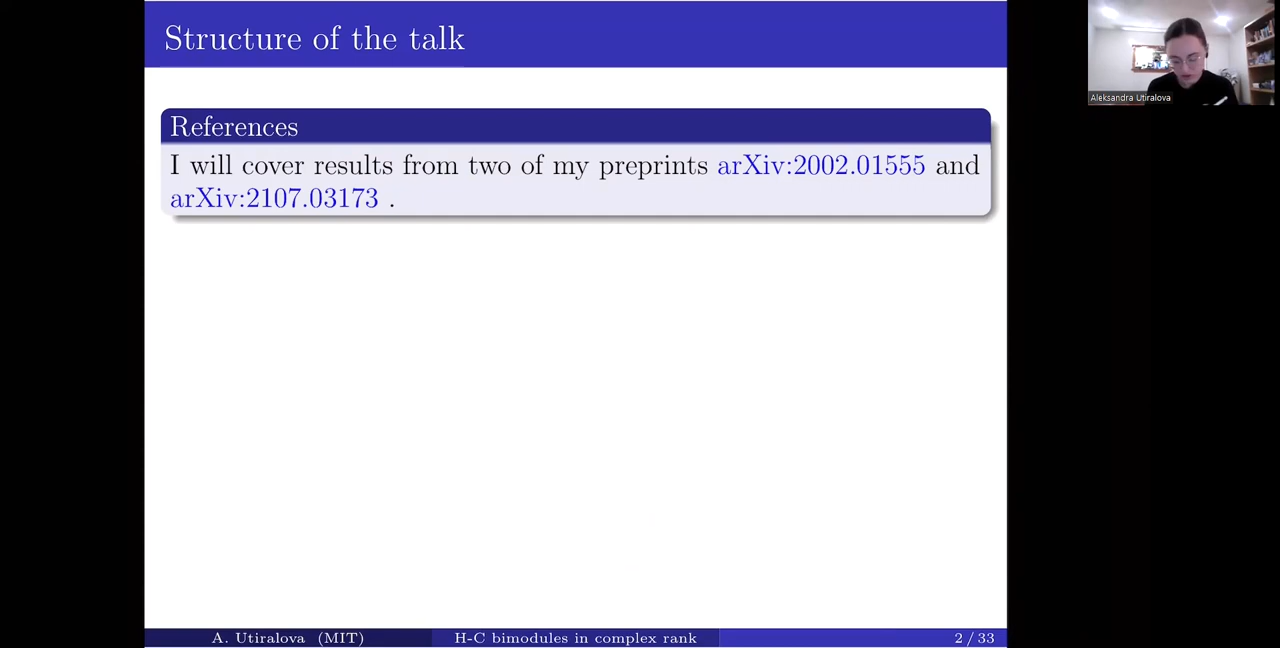 Structure of the talk
References
I will cover results from two of my preprints arXiv:2002.01555 and
arXiv:2107.03173 .
A. Utiralova (MIT)
H-C bimodules in complex rank
2 / 33
Aleksandra Utiralova